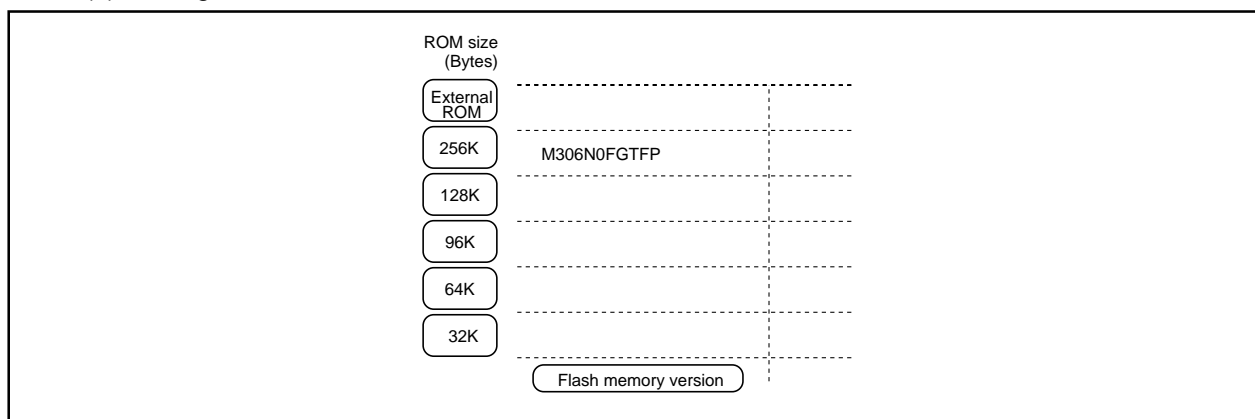 ROM size
(Bytes)
External
ROM
256K
M306N0FGTFP
128K
96K
64K
32K
Flash memory version